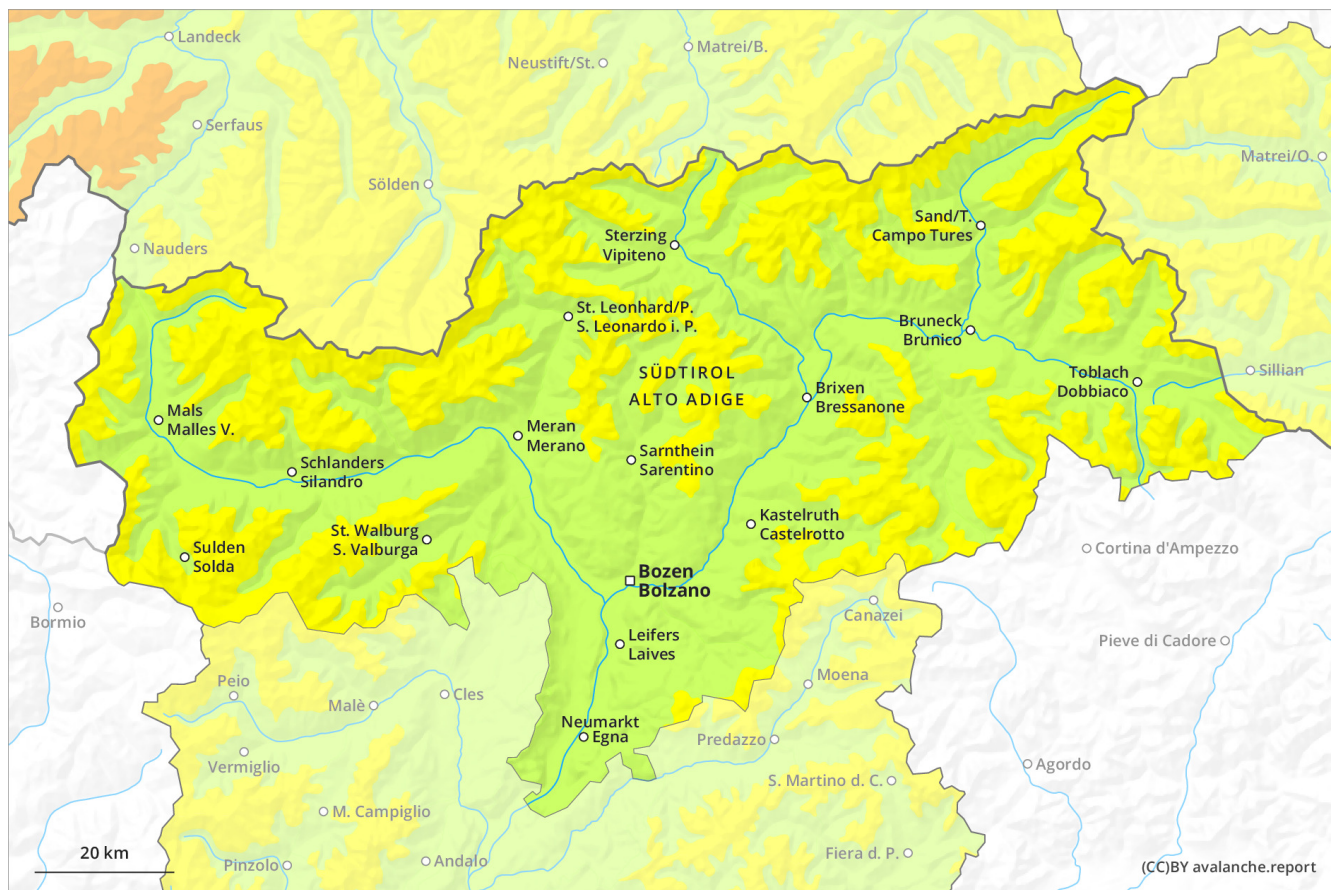 Landeck
Matrei/B.
Neustift/St.
Serfaus
Matrei/O.
Sölden
Sand/T.
Campo Tures
Sterzing
Vipiteno
Nauders
St. Leonhard/P.
S. Leonardo i. P.
Bruneck
Brunico
SÜDTIROL
ALTO ADIGE
Toblach
Dobbiaco
Sillian
Brixen
Bressanone
Mals
Malles V.
Meran
Merano
Sarnthein
Sarentino
Schlanders
Silandro
Kastelruth
Castelrotto
St. Walburg
S. Valburga
Sulden
Solda
Cortina d'Ampezzo
Bozen
Bolzano
Bormio
Canazei
Leifers
Laives
Pieve di Cadore
Peio
Moena
Malè
Cles
Neumarkt
Egna
Predazzo
Vermiglio
Agordo
S. Martino d. C.
M. Campiglio
20 km
Pinzolo
Andalo
Fiera d. P.
(CC)BY avalanche.report